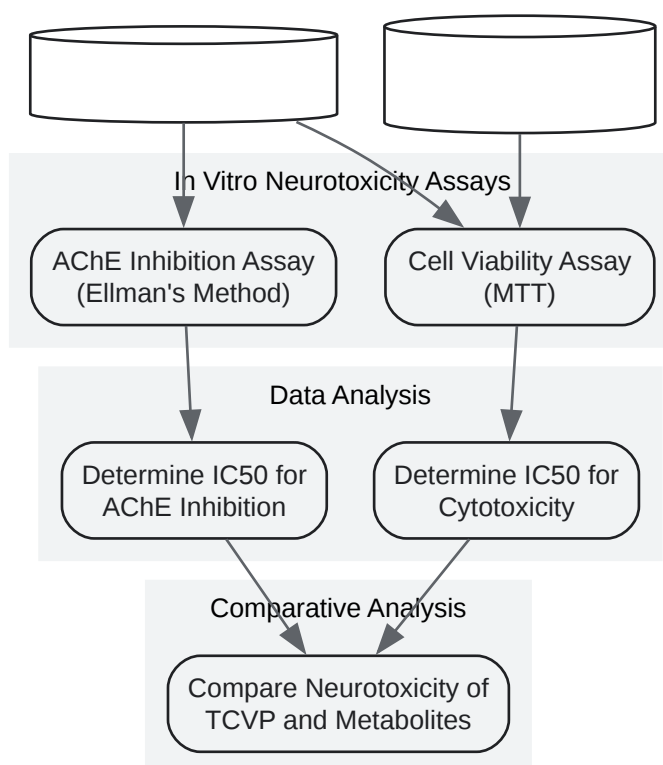 In Vitro Neurotoxicity Assays
AChE Inhibition Assay
(Ellman's Method)
Cell Viability Assay
(MTT)
Data Analysis
Determine IC50 for
AChE Inhibition
Determine IC50 for
Cytotoxicity
Comparative Analysis
Compare Neurotoxicity of
TCVP and Metabolites